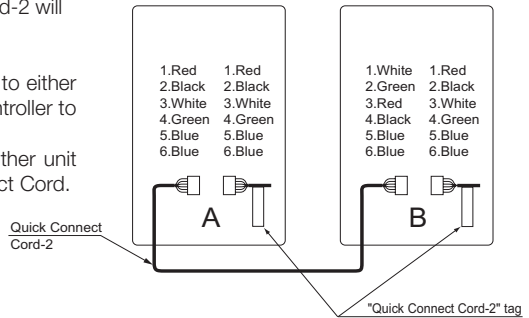 d-2 will
to either
ntroller to
ther unit
ct Cord.
1.Red 1.Red
2.Black 2.Black
3.White 3.White
4.Green 4.Green
5.Blue 5.Blue
6.Blue 6.Blue
A
1.White 1.Red
2.Green 2.Black
3.Red 3.White
4.Black 4.Green
5.Blue 5.Blue
6.Blue 6.Blue
B
Quick Connect
Cord-2
"Quick Connect Cord-2" tag